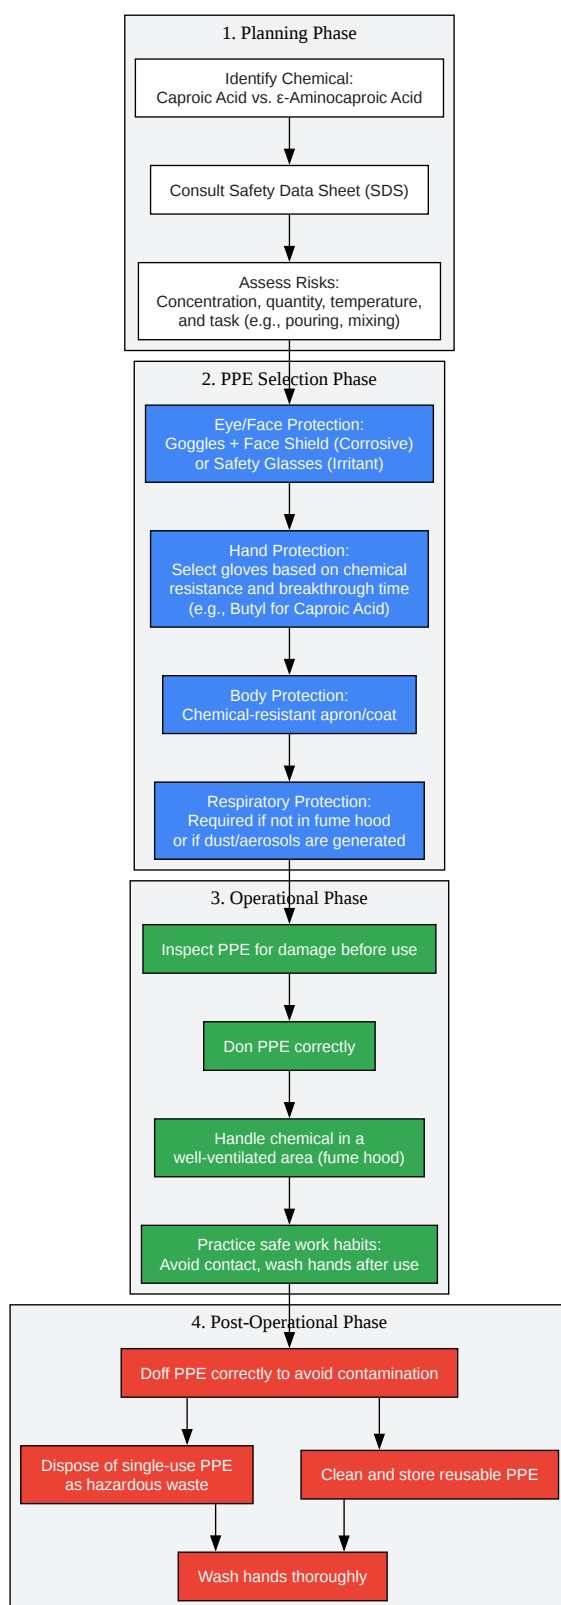 1. Planning Phase
Identify Chemical:
Caproic Acid vs. ε-Aminocaproic Acid
Consult Safety Data Sheet (SDS)
Assess Risks:
Concentration, quantity, temperature,
and task (e.g., pouring, mixing)
2. PPE Selection Phase
Eye/Face Protection:
Goggles + Face Shield (Corrosive)
or Safety Glasses (Irritant)
Hand Protection:
Select gloves based on chemical
resistance and breakthrough time
(e.g., Butyl for Caproic Acid)
Body Protection:
Chemical-resistant apron/coat
Respiratory Protection:
Required if not in fume hood
or if dust/aerosols are generated
3. Operational Phase
Inspect PPE for damage before use
Don PPE correctly
Handle chemical in a
well-ventilated area (fume hood)
Practice safe work habits:
Avoid contact, wash hands after use
4. Post-Operational Phase
Doff PPE correctly to avoid contamination
Dispose of single-use PPE
as hazardous waste
Clean and store reusable PPE
Wash hands thoroughly